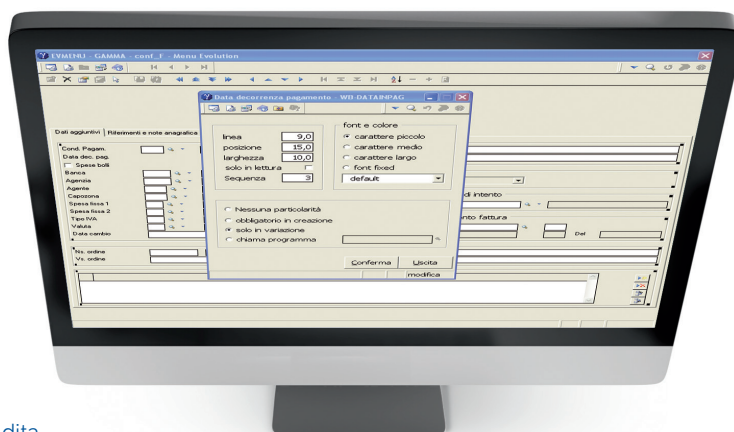 EVMENU - GAMMA - conf_F - Menu Evolution
Data decorrenza pagamento - WD-DATAINPAG
linea 9,0
posizione 15,0
larghezza 10,0
solo in lettura
Sequenza 3
font e colore
carattere piccolo
carattere medio
carattere largo
font fixed
default
Nessuna particolarità
obbligatorio in creazione
solo in variazione
chiama programma
Conferma Uscita
modifica
Dati aggiuntivi Riferimenti e note anagrafica
Cond. Pagam.
Data dec. pag.
Spese bolli
Banca
Agenzia
Agente
Capozona
Spesa fissa 1
Spesa fissa 2
Tipo IVA
Valuta
Data cambio
di intento
nto fattura
Def
Ns. ordine
Vs. ordine
dita